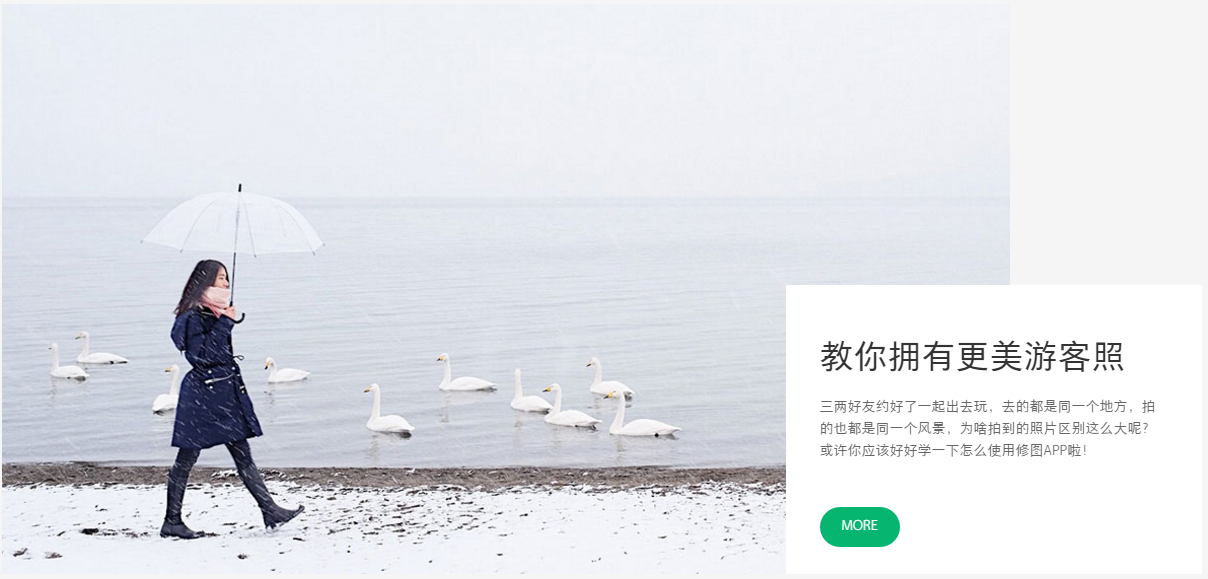 教你拥有更美游客照
三两好友约好了一起出去玩，去的都是同一个地方，拍
的也都是同一个风景，为啥拍到的照片区别这么大呢？
或许你应该好好学一下怎么使用修图APP啦！
MORE